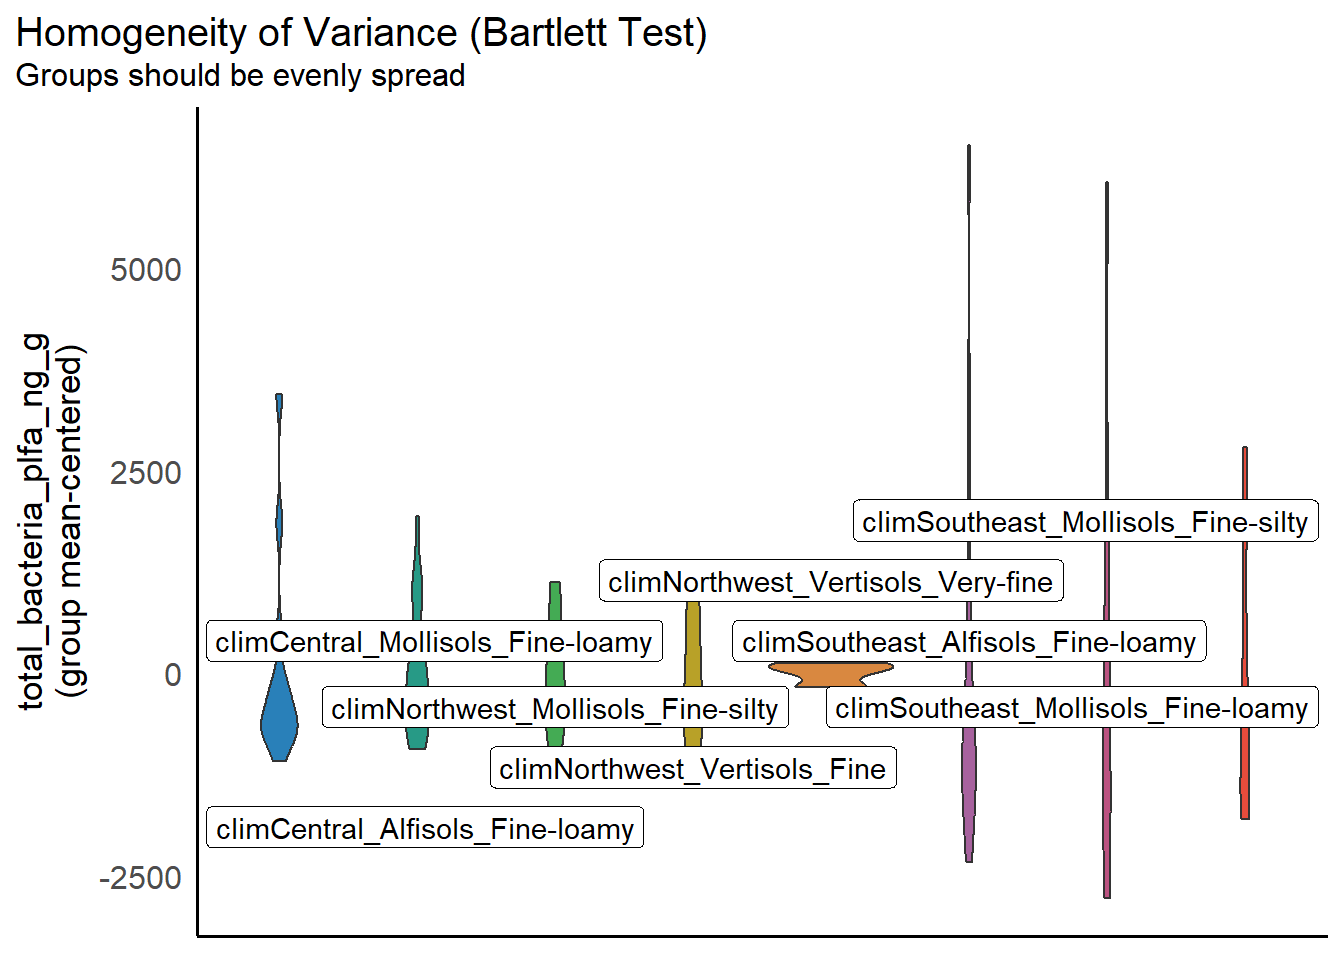 Homogeneity of Variance (Bartlett Test)
Groups should be evenly spread
total_bacteria_plfa_ng_g
(group mean-centered)
5000
2500
0
-2500
climSoutheast_Mollisols_Fine-silty
climNorthwest_Vertisols_Very-fine
climCentral_Mollisols_Fine-loamy
climSoutheast_Alfisols_Fine-loamy
climNorthwest_Mollisols_Fine-silty
climSoutheast_Mollisols_Fine-loamy
climNorthwest_Vertisols_Fine
climCentral_Alfisols_Fine-loamy